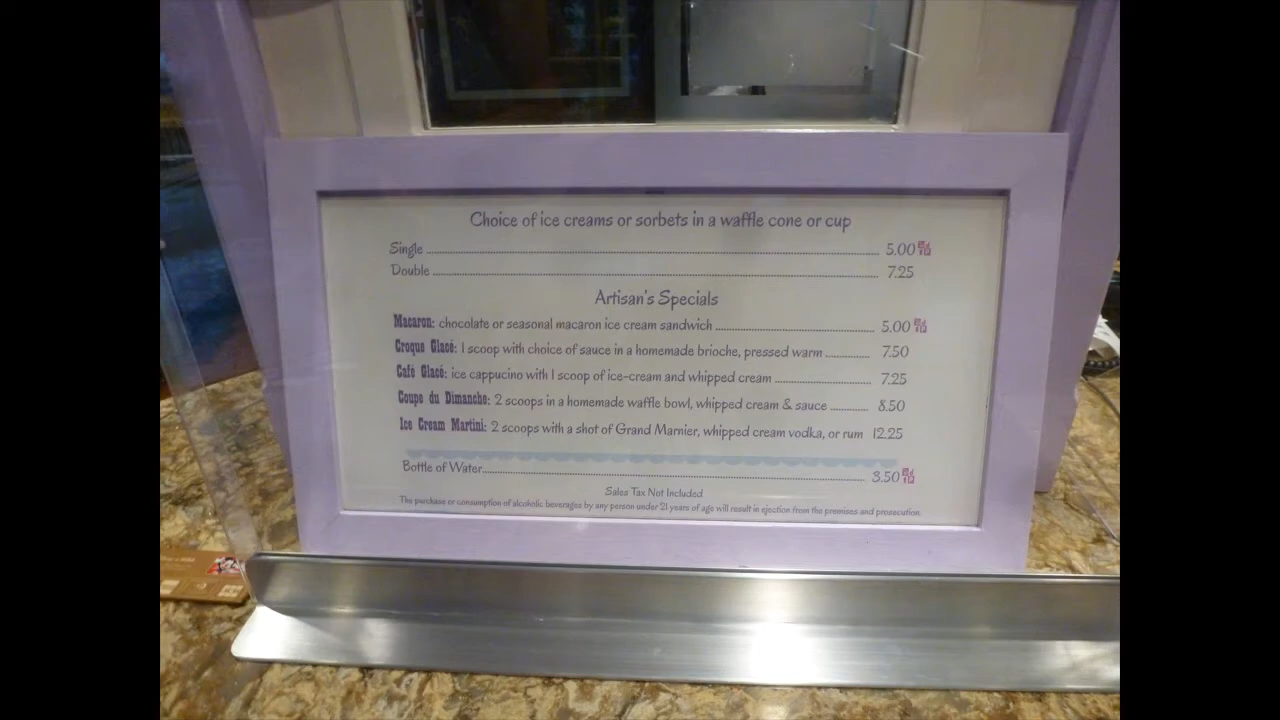 Choice of ice creams or sorbets in a waffle cone or cup
Single ........ 5.00
Double ........ 7.25
Artisan's Specials
Macaron: chocolate or seasonal macaron ice cream sandwich ........ 5.00
Croque Glacé: 1 scoop with choice of sauce in a homemade brioche, pressed warm ........ 7.50
Café Glacé: ice cappucino with 1 scoop of ice-cream and whipped cream ........ 7.25
Coupe du Dimanche: 2 scoops in a homemade waffle bowl, whipped cream & sauce ........ 8.50
Ice Cream Martini: 2 scoops with a shot of Grand Marnier, whipped cream vodka, or rum 12.25
Bottle of Water ........ 3.50
Sales Tax Not Included
The purchase or consumption of alcoholic beverages by any person under 21 years of age will result in ejection from the premises and prosecution.